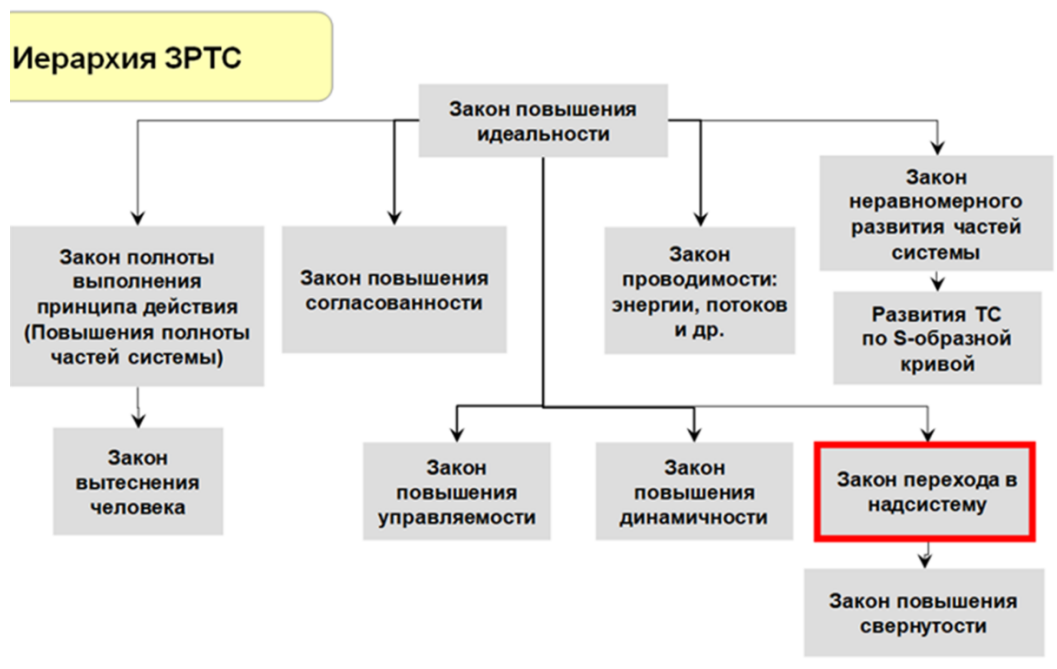 Иерархия ЗРТС
Закон повышения
идеальности
Закон полноты
выполнения
принципа действия
(Повышения полноты
частей системы)
Закон повышения
согласованности
Закон
проводимости:
энергии, потоков
и др.
Закон
неравномерного
развития частей
системы
Развития ТС
по S-образной
кривой
Закон
вытеснения
человека
Закон
повышения
управляемости
Закон
повышения
динамичности
Закон перехода в
надсистему
Закон повышения
свернутости